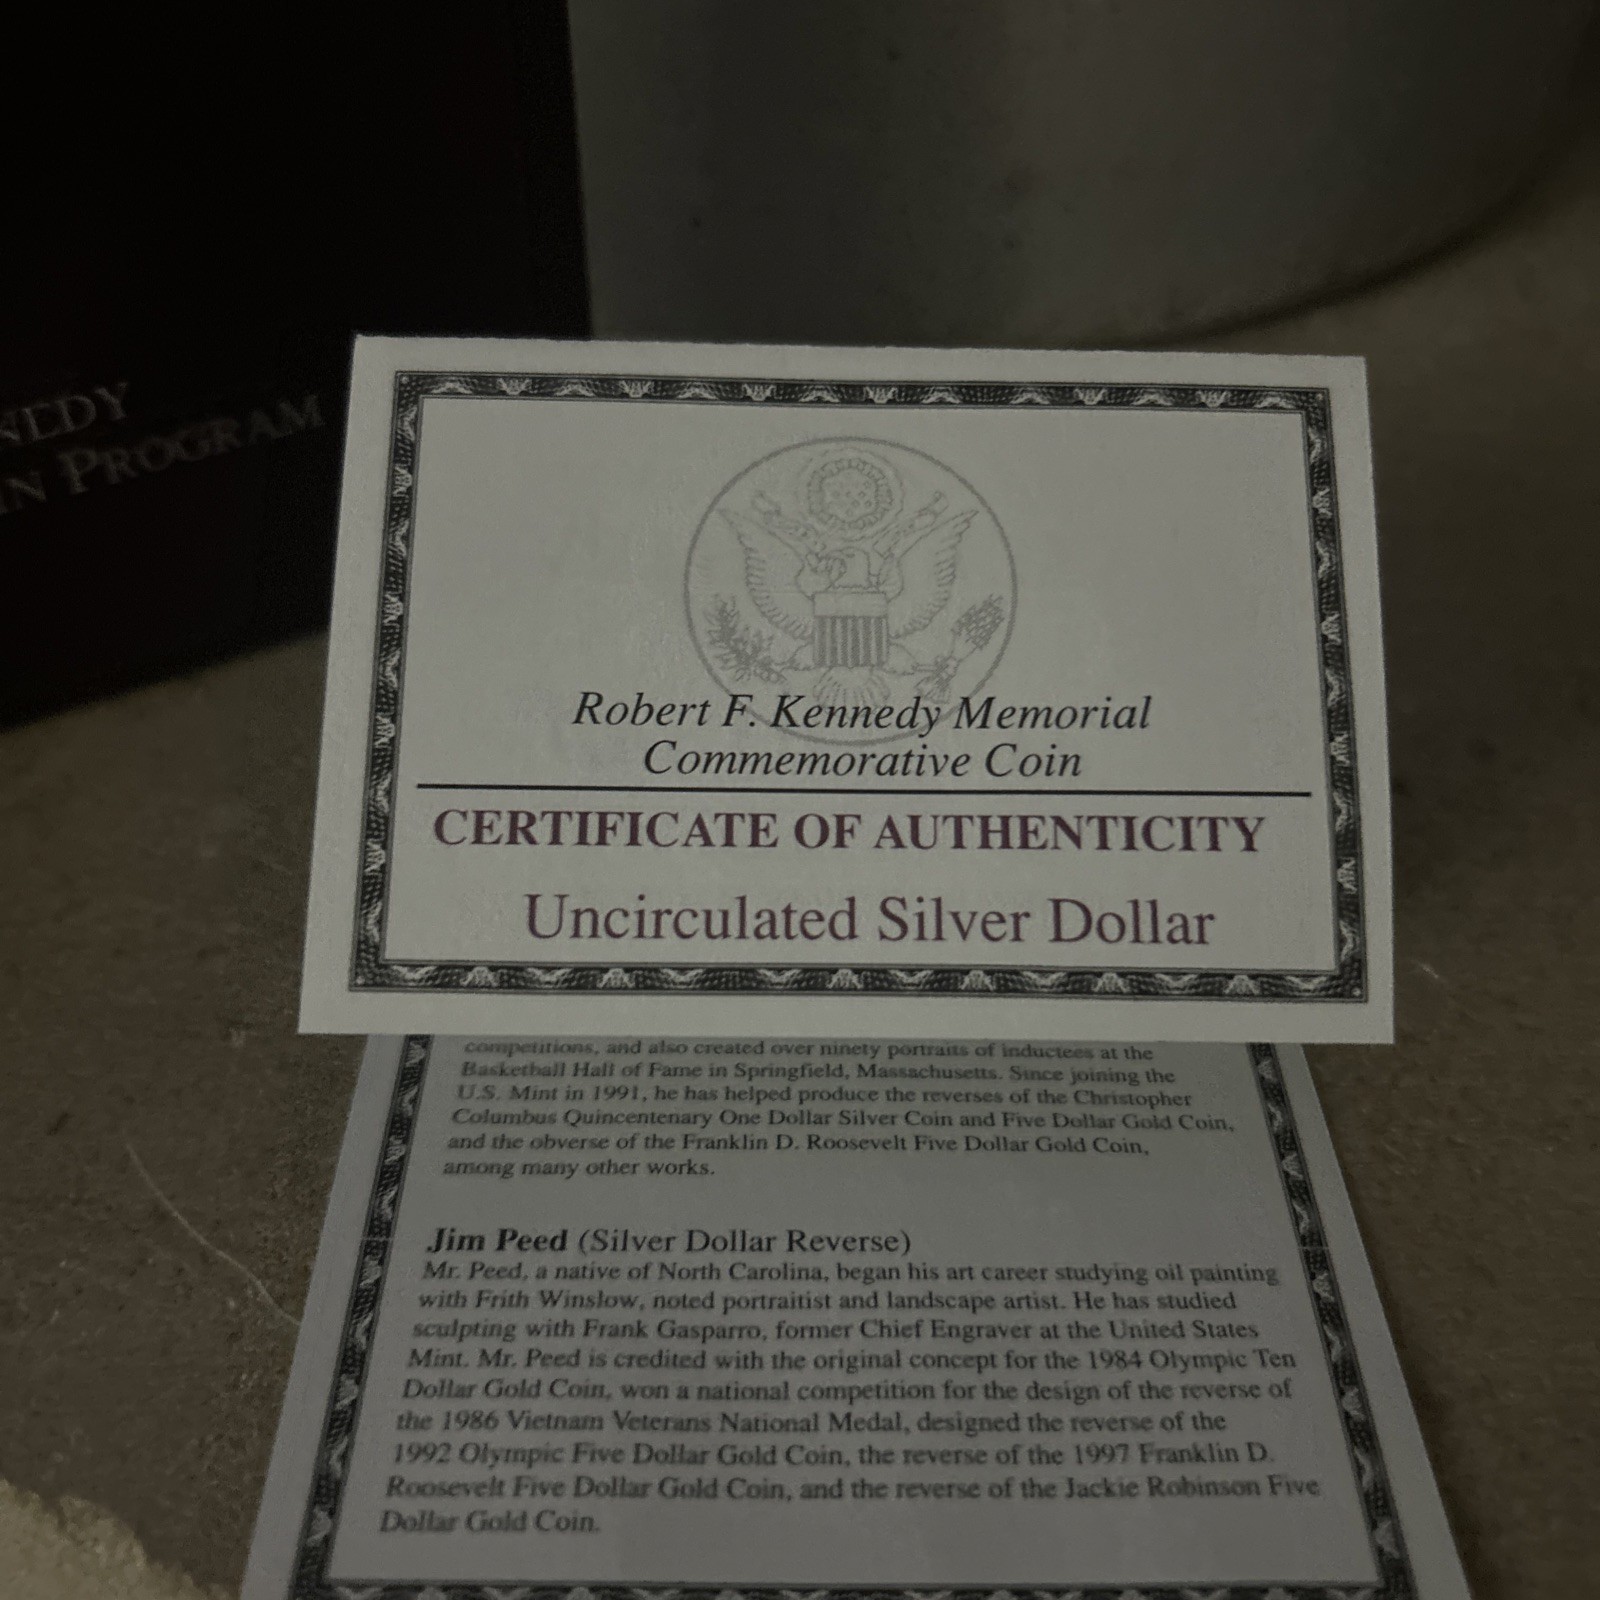 NEDY
IN PROGRAM
Robert F. Kennedy Memorial
Commemorative Coin
CERTIFICATE OF AUTHENTICITY
Uncirculated Silver Dollar
competitions, and also created over ninety portraits of inductees at the
Basketball Hall of Fame in Springfield, Massachusetts. Since joining the
U.S. Mint in 1991, he has helped produce the reverses of the Christopher
Columbus Quincentenary One Dollar Silver Coin and Five Dollar Gold Coin,
and the obverse of the Franklin D. Roosevelt Five Dollar Gold Coin,
among many other works.
Jim Peed (Silver Dollar Reverse)
Mr. Peed, a native of North Carolina, began his art career studying oil painting
with Frith Winslow, noted portraitist and landscape artist. He has studied
sculpting with Frank Gasparro, former Chief Engraver at the United States
Mint. Mr. Peed is credited with the original concept for the 1984 Olympic Ten
Dollar Gold Coin, won a national competition for the design of the reverse of
the 1986 Vietnam Veterans National Medal, designed the reverse of the
1992 Olympic Five Dollar Gold Coin, the reverse of the 1997 Franklin D.
Roosevelt Five Dollar Gold Coin, and the reverse of the Jackie Robinson Five
Dollar Gold Coin.